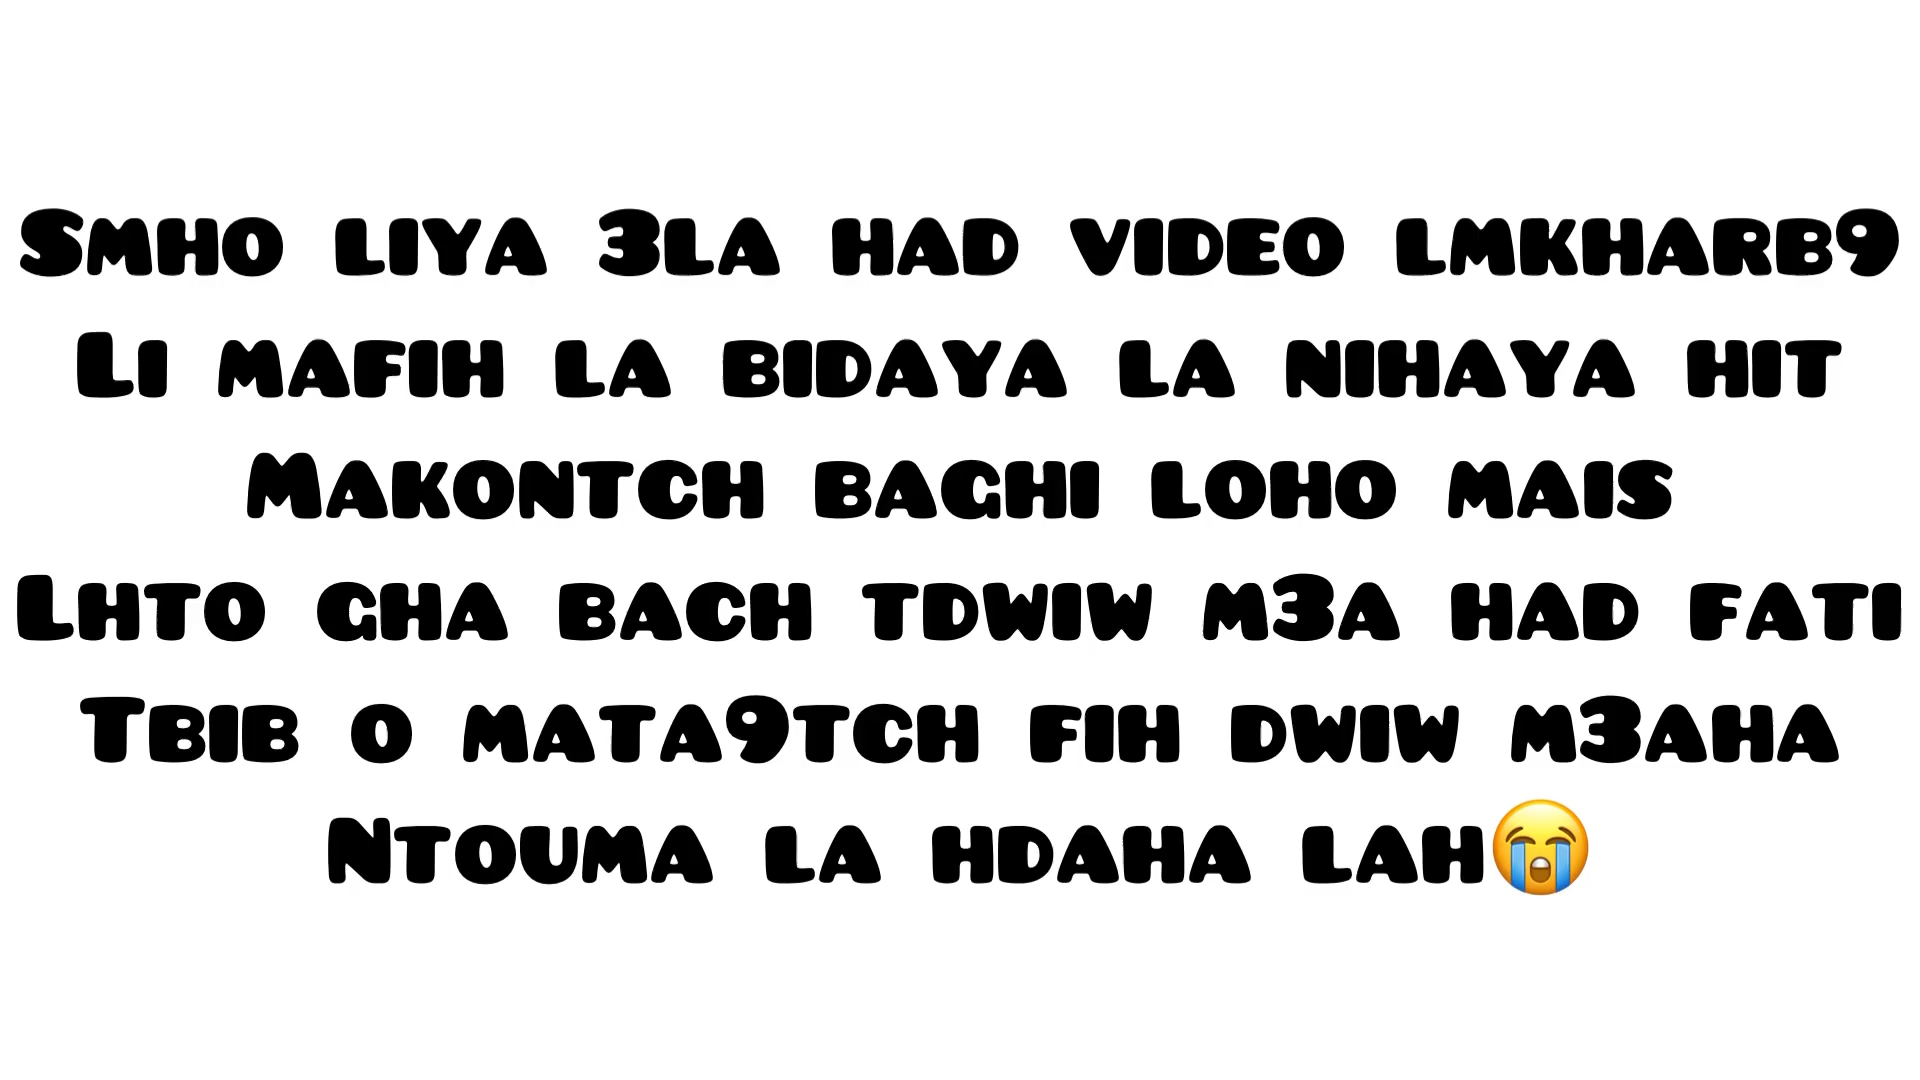 Smho liya 3la had video lmkharb9
Li mafih la bidaya la nihaya hit
Makontch baghi loho mais
Lhto gha bach tdwiw m3a had fati
Tbib o mata9tch fih dwiw m3aha
Ntouma la hdaha lah😭